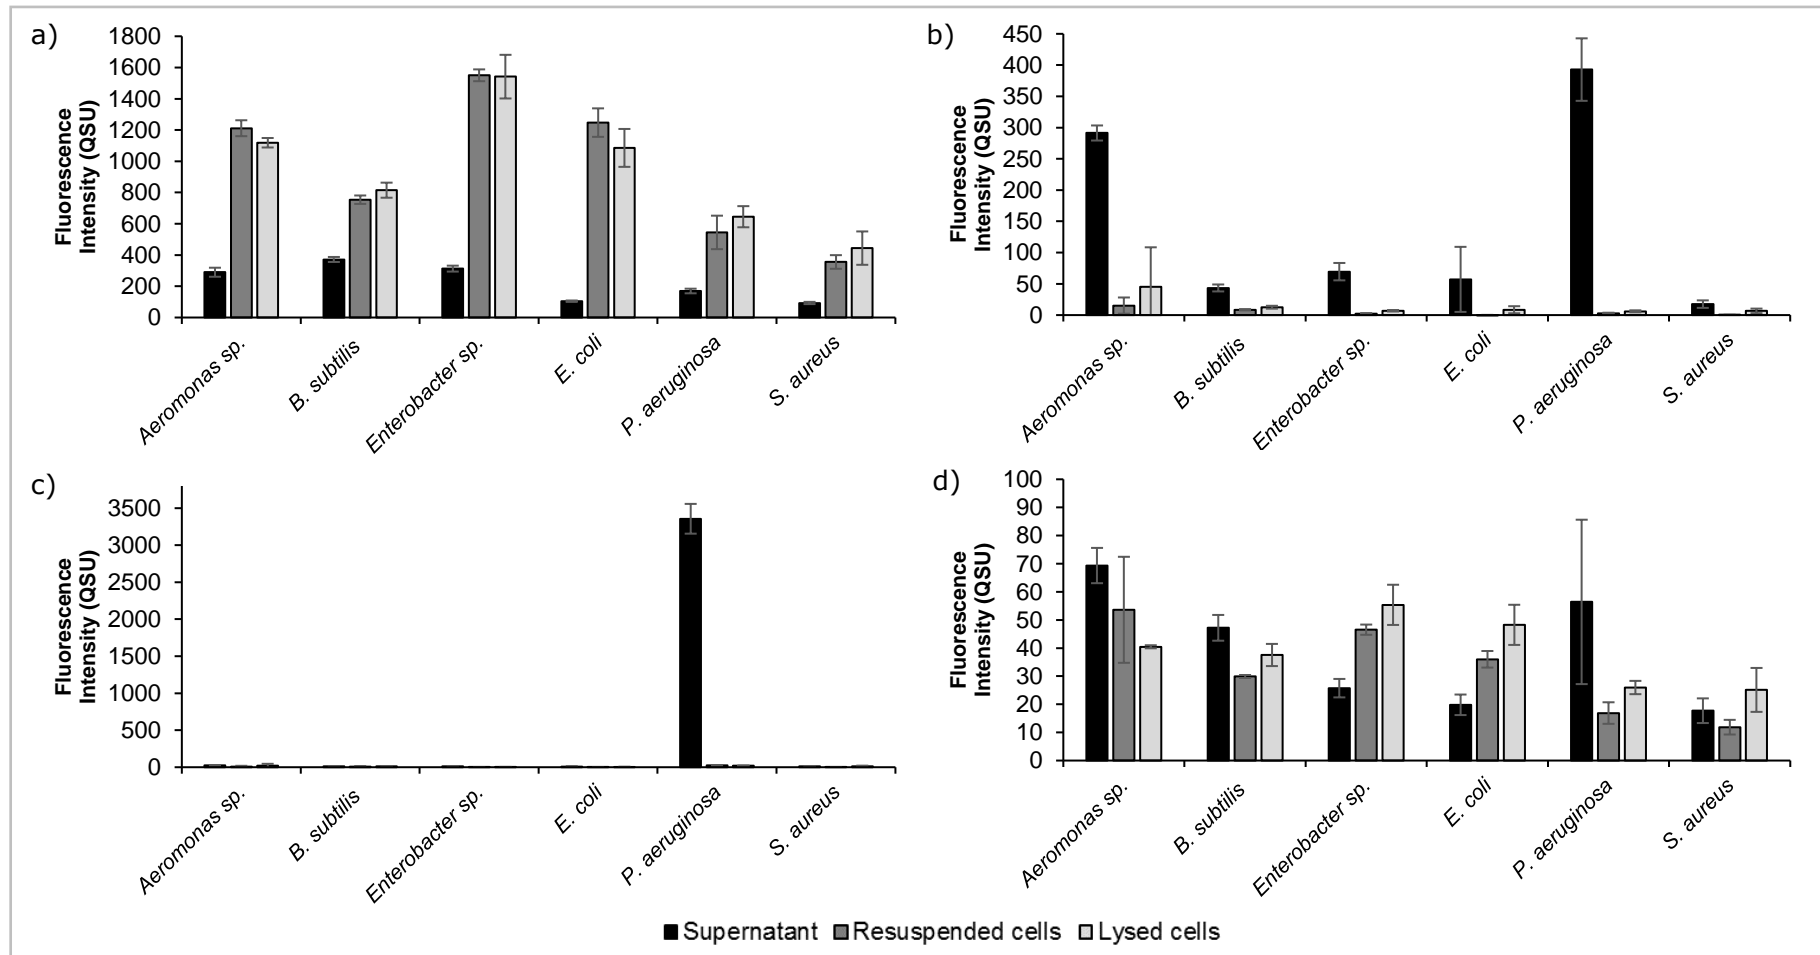 a)
Fluorescence
Intensity (QSU)
1800
1600
1400
1200
1000
800
600
400
200
0
Aeromonas sp.
B. subtilis
Enterobacter sp.
E. coli
P. aeruginosa
S. aureus
b)
Fluorescence
Intensity (QSU)
450
400
350
300
250
200
150
100
50
0
Aeromonas sp.
B. subtilis
Enterobacter sp.
E. coli
P. aeruginosa
S. aureus
c)
Fluorescence
Intensity (QSU)
3500
3000
2500
2000
1500
1000
500
0
Aeromonas sp.
B. subtilis
Enterobacter sp.
E. coli
P. aeruginosa
S. aureus
d)
Fluorescence
Intensity (QSU)
100
90
80
70
60
50
40
30
20
10
0
Aeromonas sp.
B. subtilis
Enterobacter sp.
E. coli
P. aeruginosa
S. aureus
Supernatant Resuspended cells Lysed cells